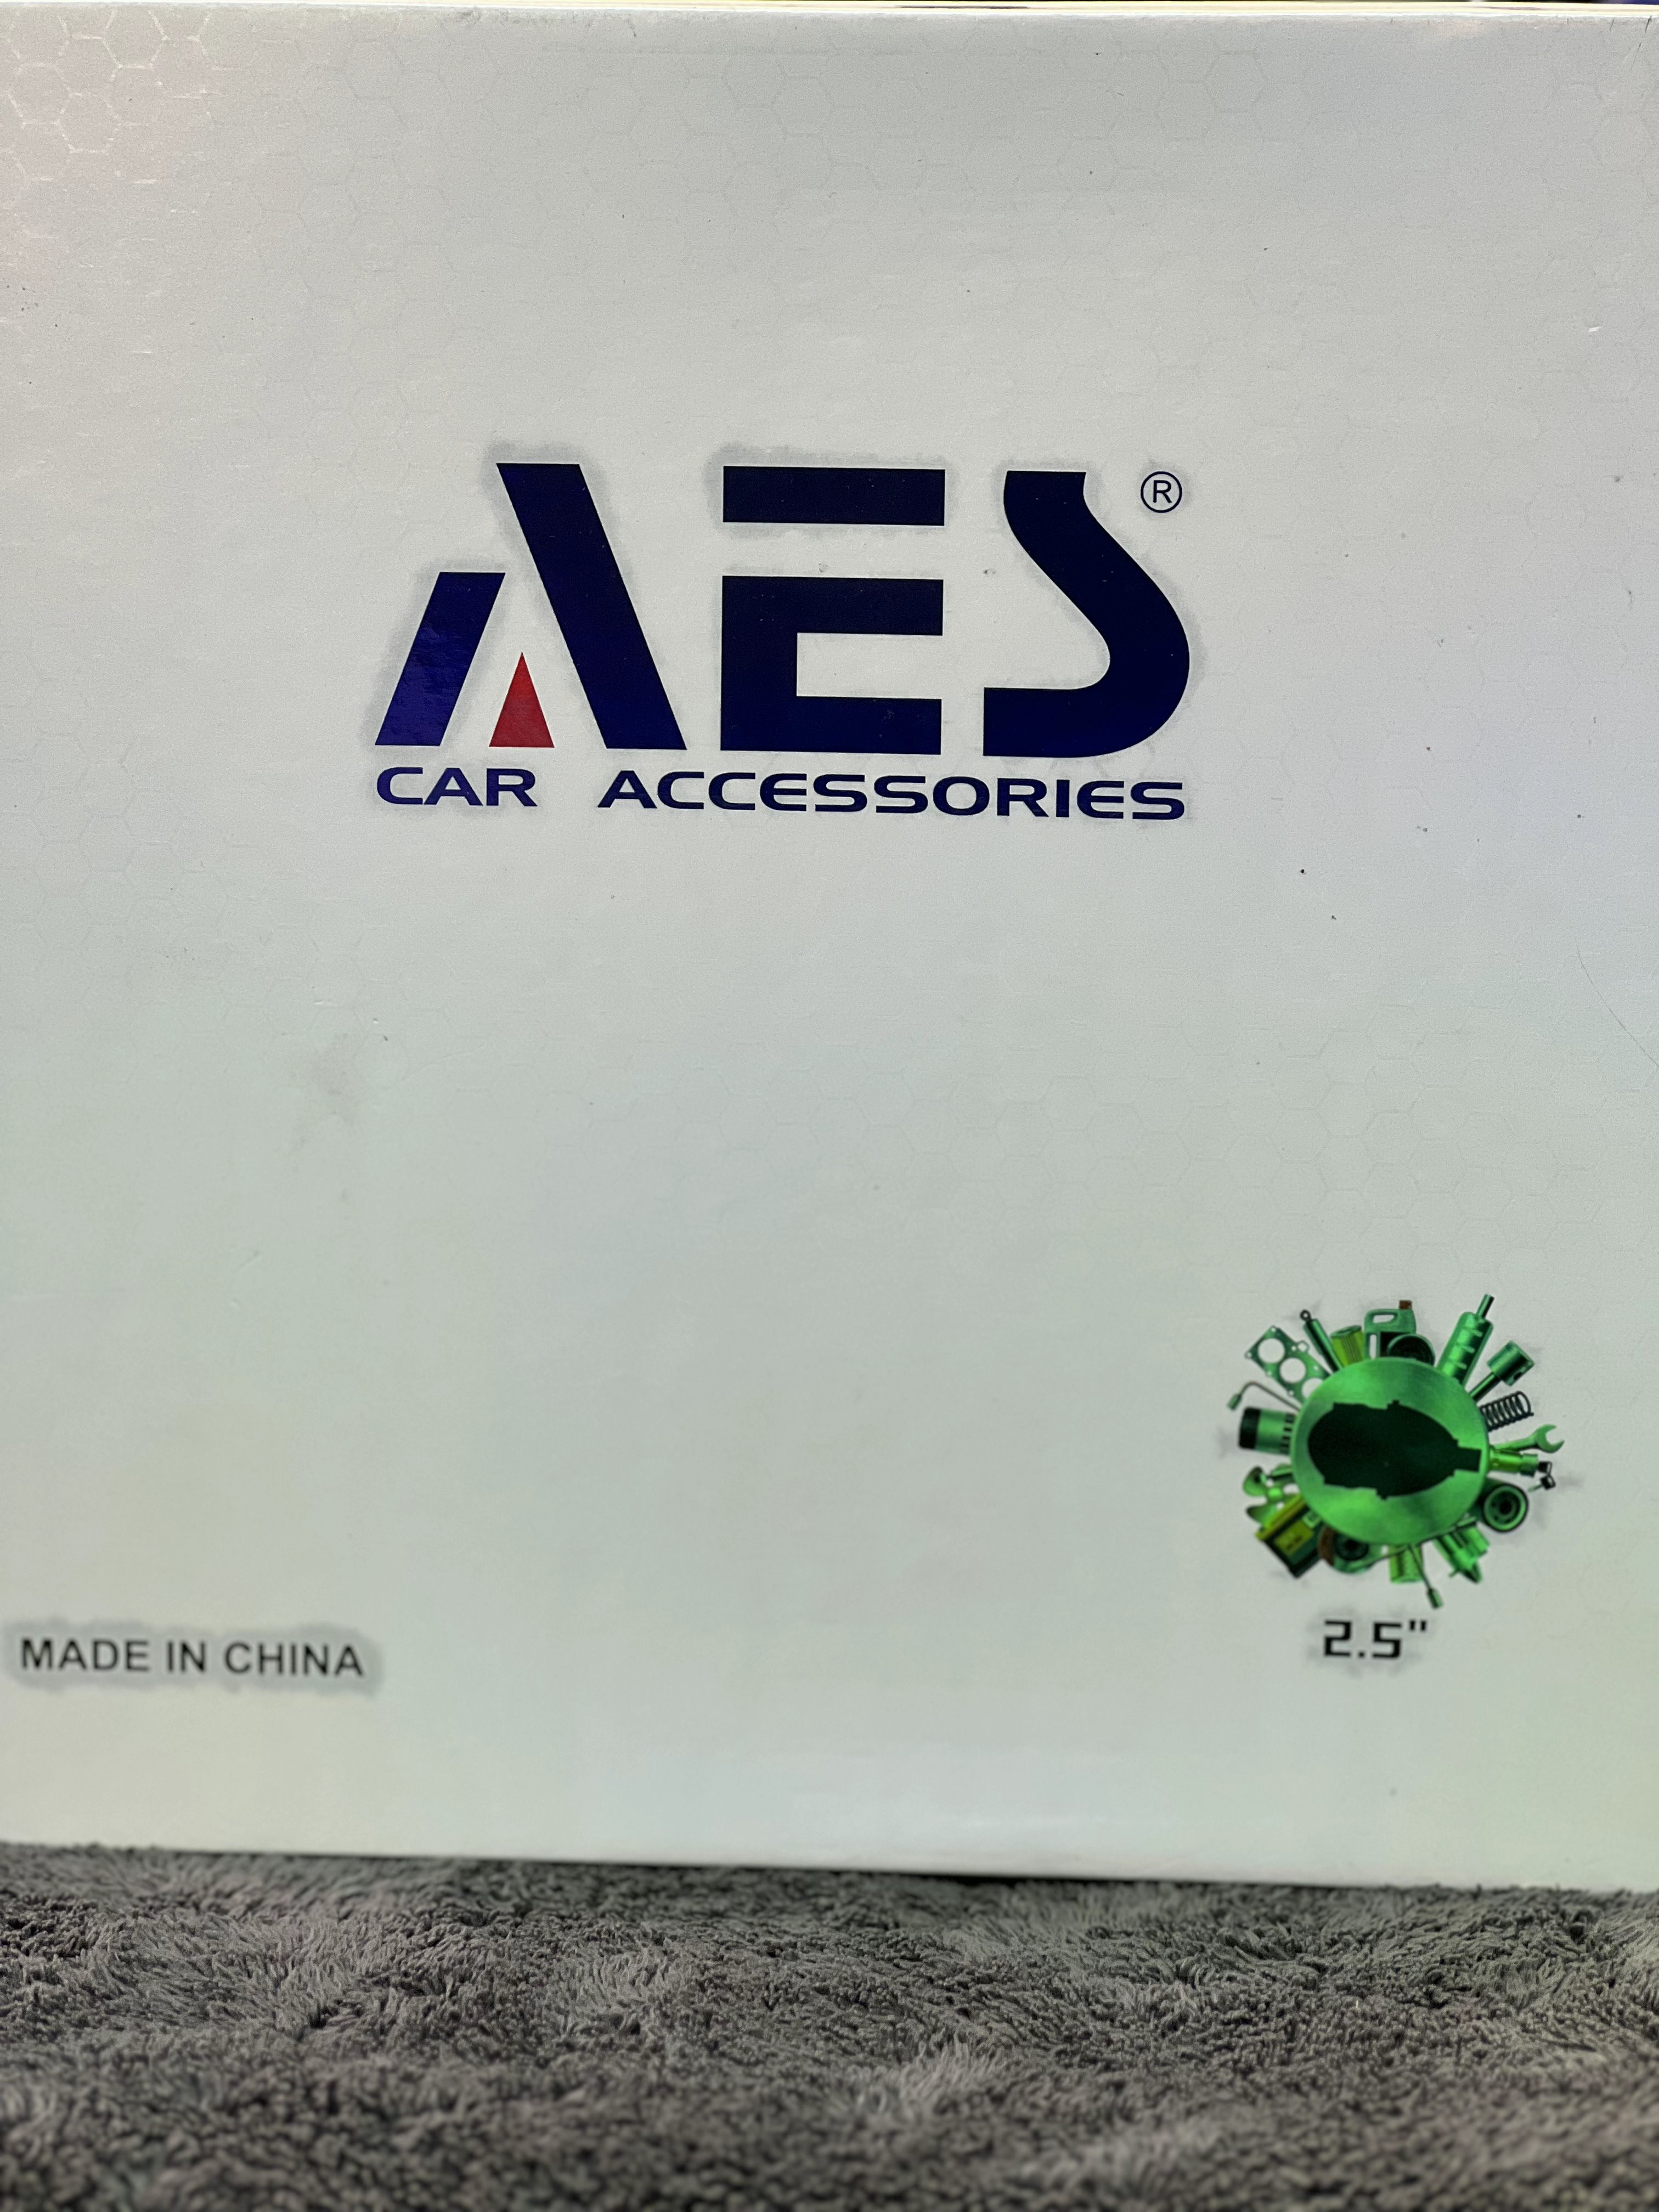 AES®
CAR ACCESSORIES
2.5"
MADE IN CHINA